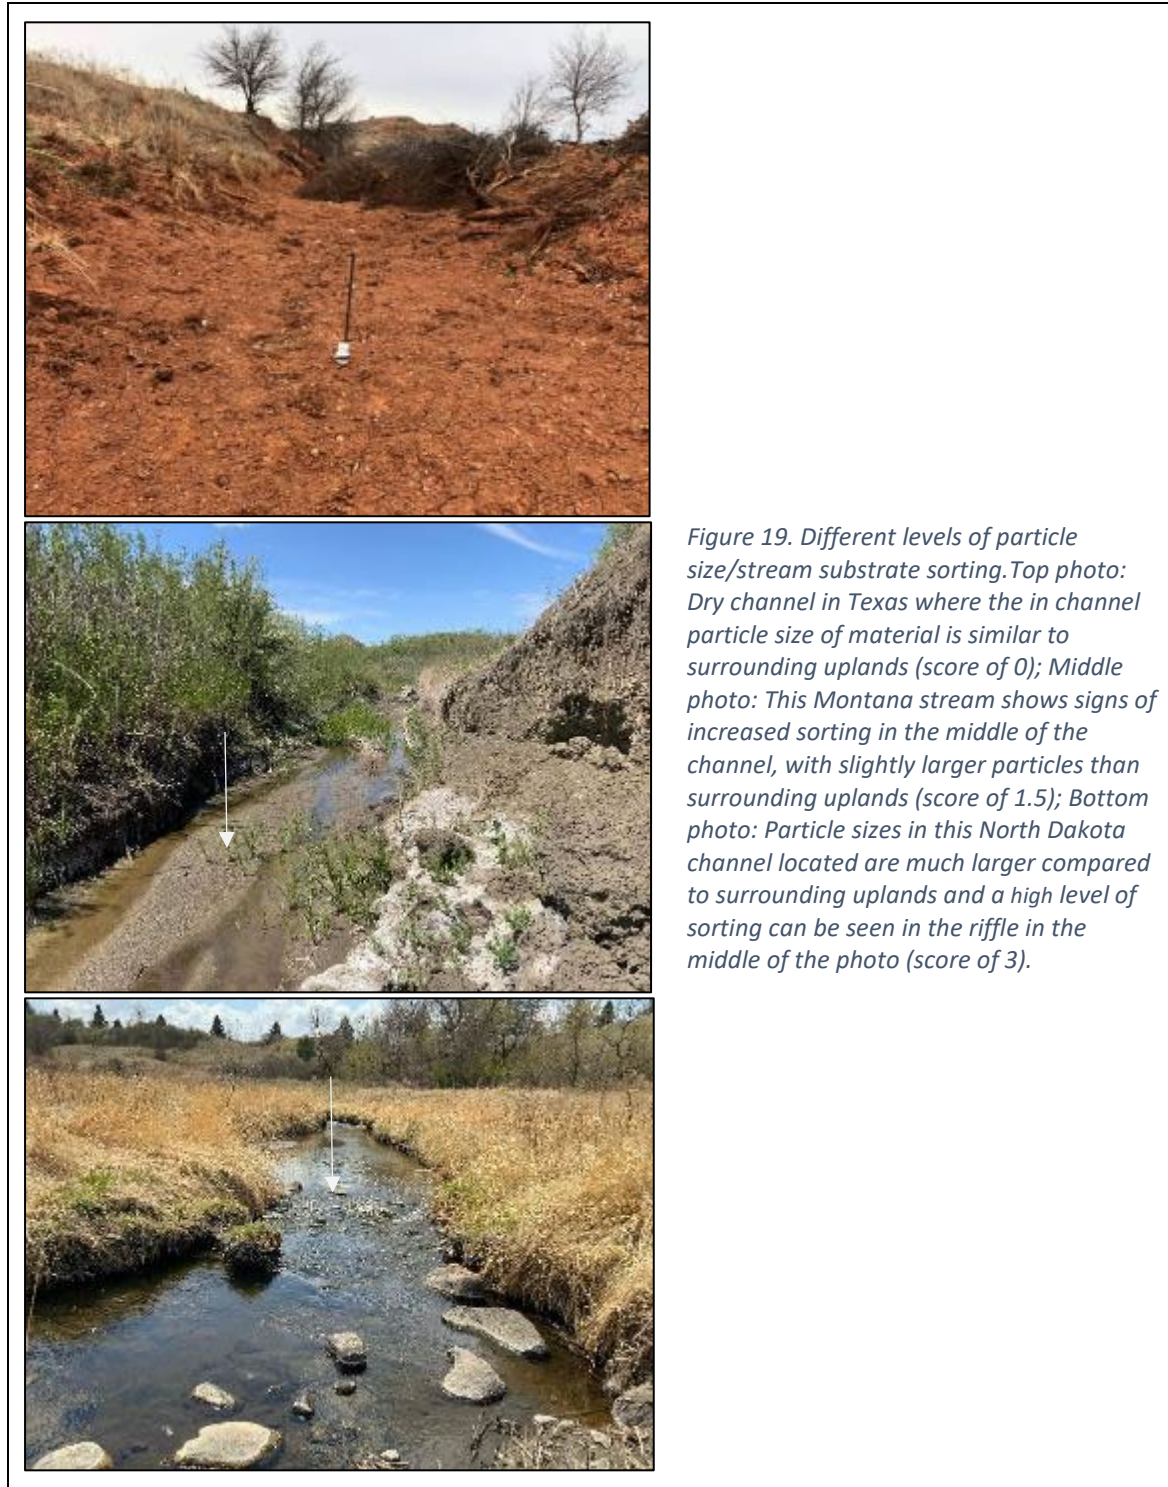 Figure 19. Different levels of particle
size/stream substrate sorting.Top photo:
Dry channel in Texas where the in channel
particle size of material is similar to
surrounding uplands (score of 0); Middle
photo: This Montana stream shows signs of
increased sorting in the middle of the
channel, with slightly larger particles than
surrounding uplands (score of 1.5); Bottom
photo: Particle sizes in this North Dakota
channel located are much larger compared
to surrounding uplands and a high level of
sorting can be seen in the riffle in the
middle of the photo (score of 3).